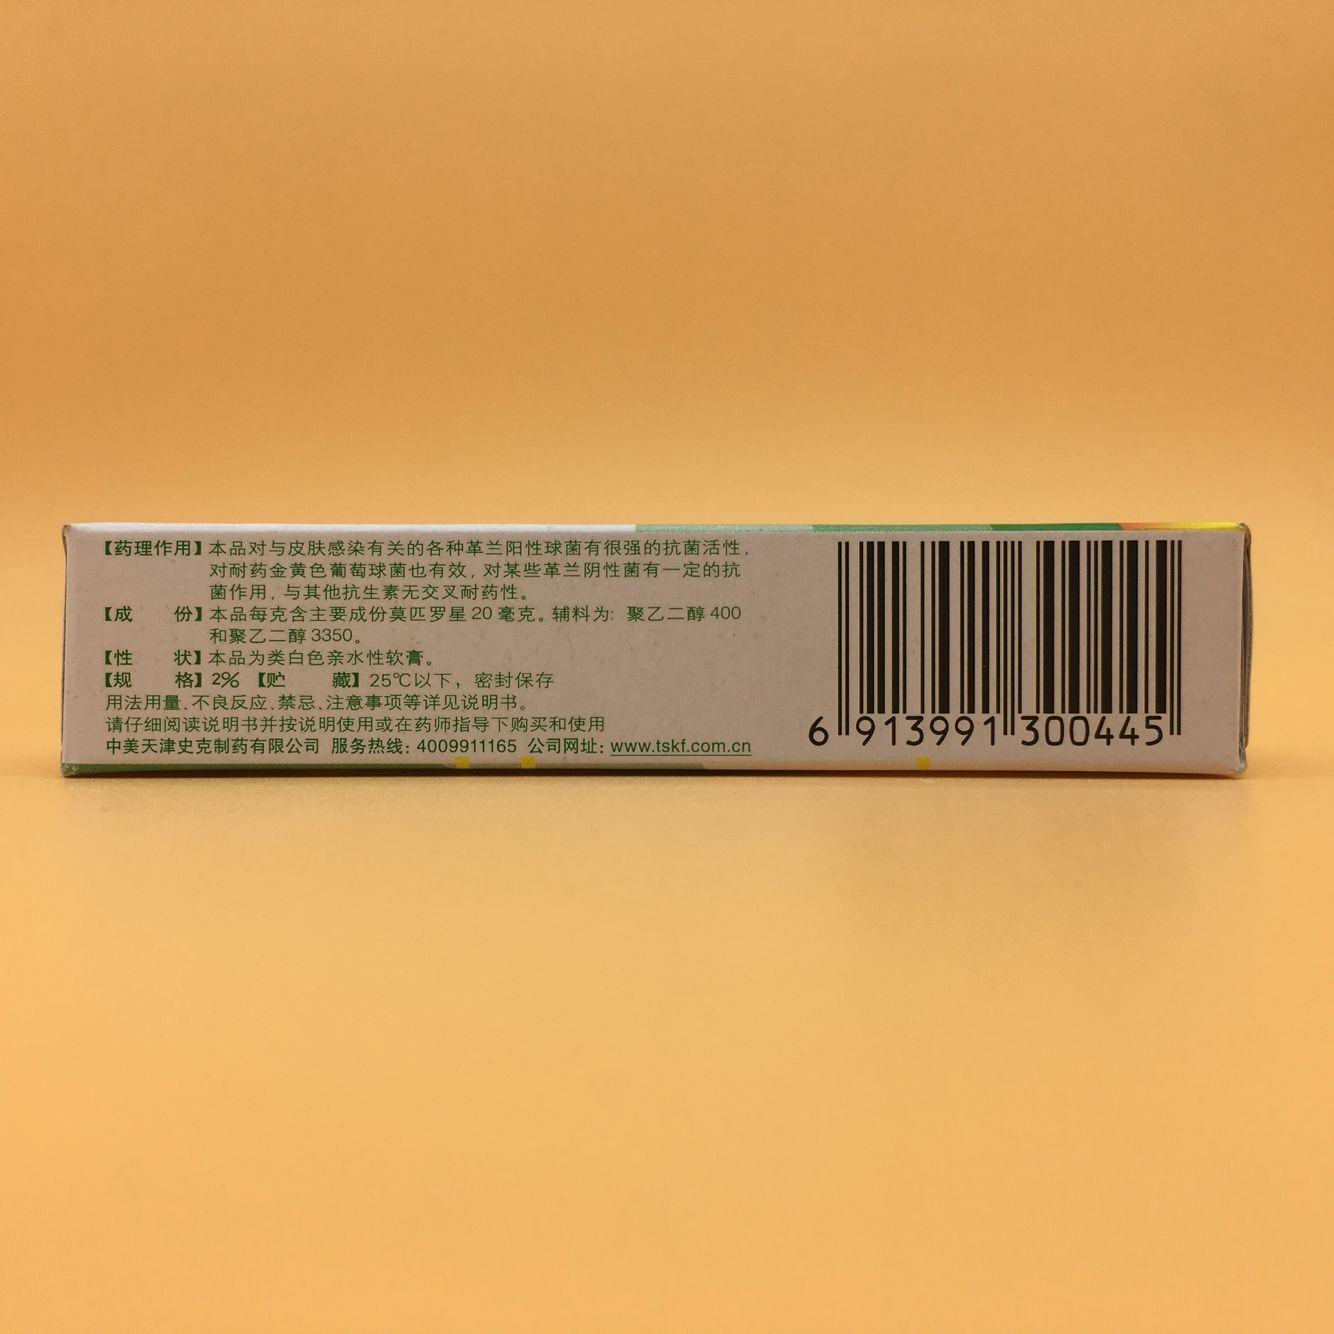 【药理作用】本品对与皮肤感染有关的各种革兰阳性球菌有很强的抗菌活性，
对耐药金黄色葡萄球菌也有效，对某些革兰阴性菌有一定的抗
菌作用，与其他抗生素无交叉耐药性。
【成 份】本品每克含主要成份莫匹罗星 20 毫克。辅料为: 聚乙二醇 400
和聚乙二醇 3350。
【性 状】本品为类白色亲水性软膏。
【规 格】2% 【贮 藏】25℃以下，密封保存
用法用量、不良反应、禁忌、注意事项等详见说明书。
请仔细阅读说明书并按说明使用或在药师指导下购买和使用
中美天津史克制药有限公司 服务热线: 4009911165 公司网址: www.tskf.com.cn
6 913991 300445